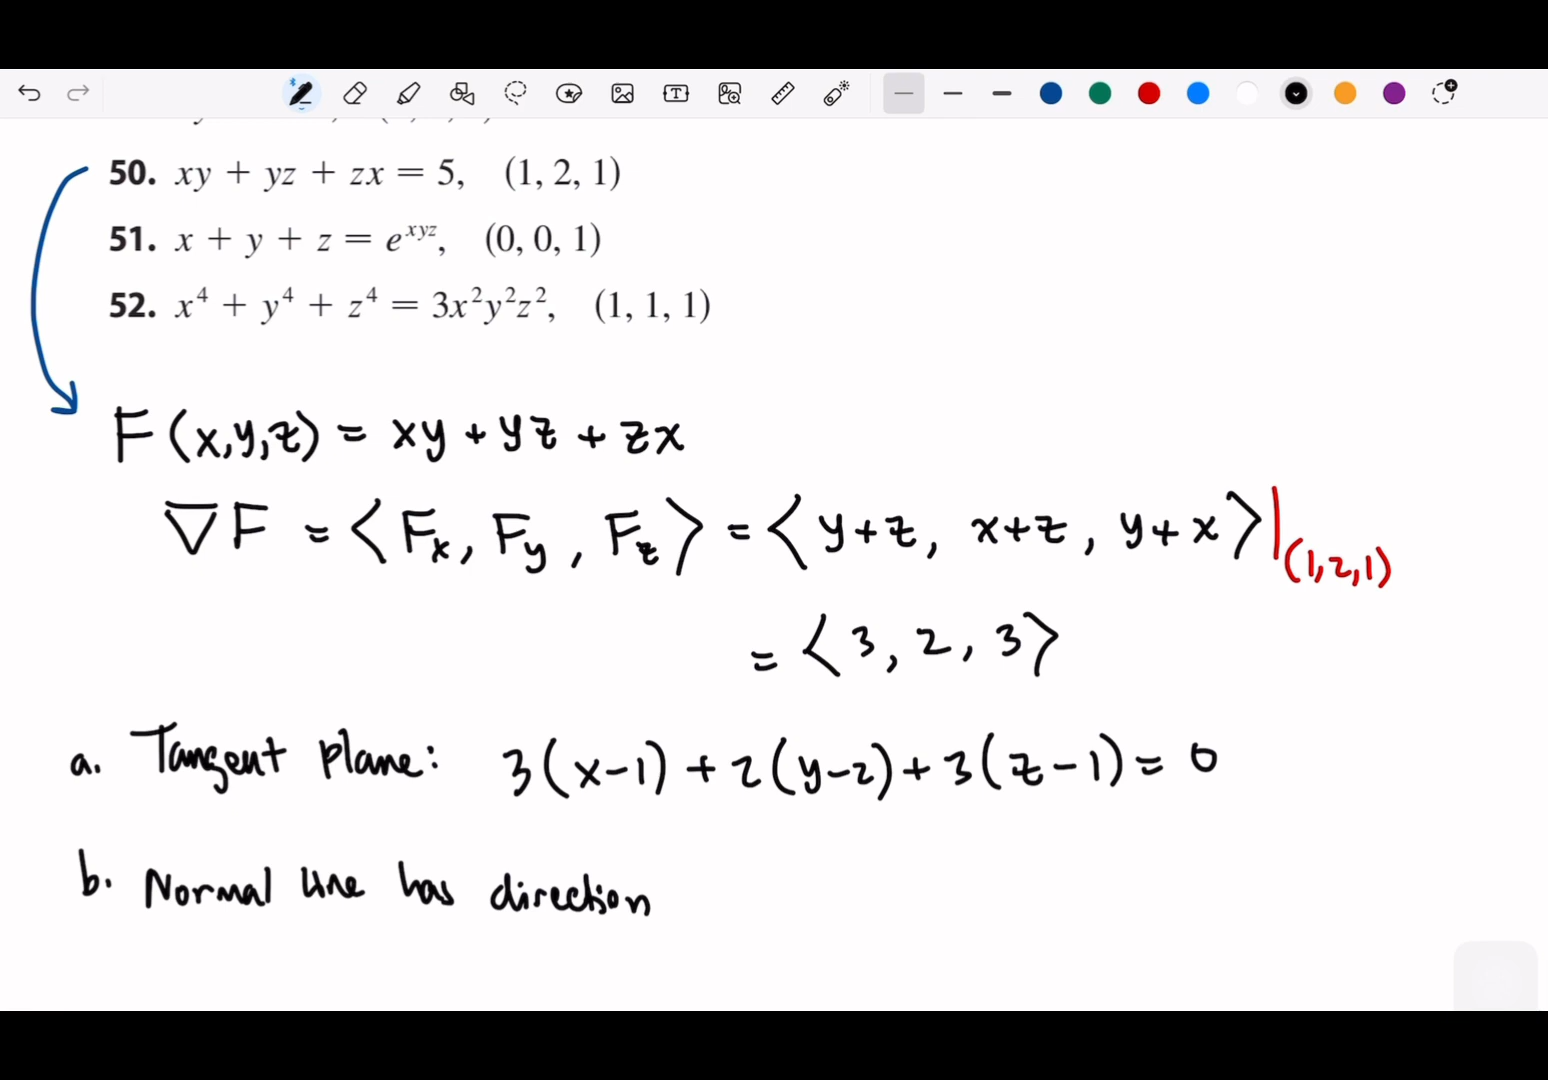 50. xy + yz + zx = 5, (1, 2, 1)
51. x + y + z = e^{xyz}, (0, 0, 1)
52. x⁴ + y⁴ + z⁴ = 3x²y²z², (1, 1, 1)
F(x,y,z) = xy + yz + zx
∇F = ⟨Fₓ, F_y, F_z⟩ = ⟨y+z, x+z, y+x⟩|_(1,2,1)
= ⟨3, 2, 3⟩
a. Tangent plane: 3(x-1) + 2(y-2) + 3(z-1) = 0
b. Normal line has direction